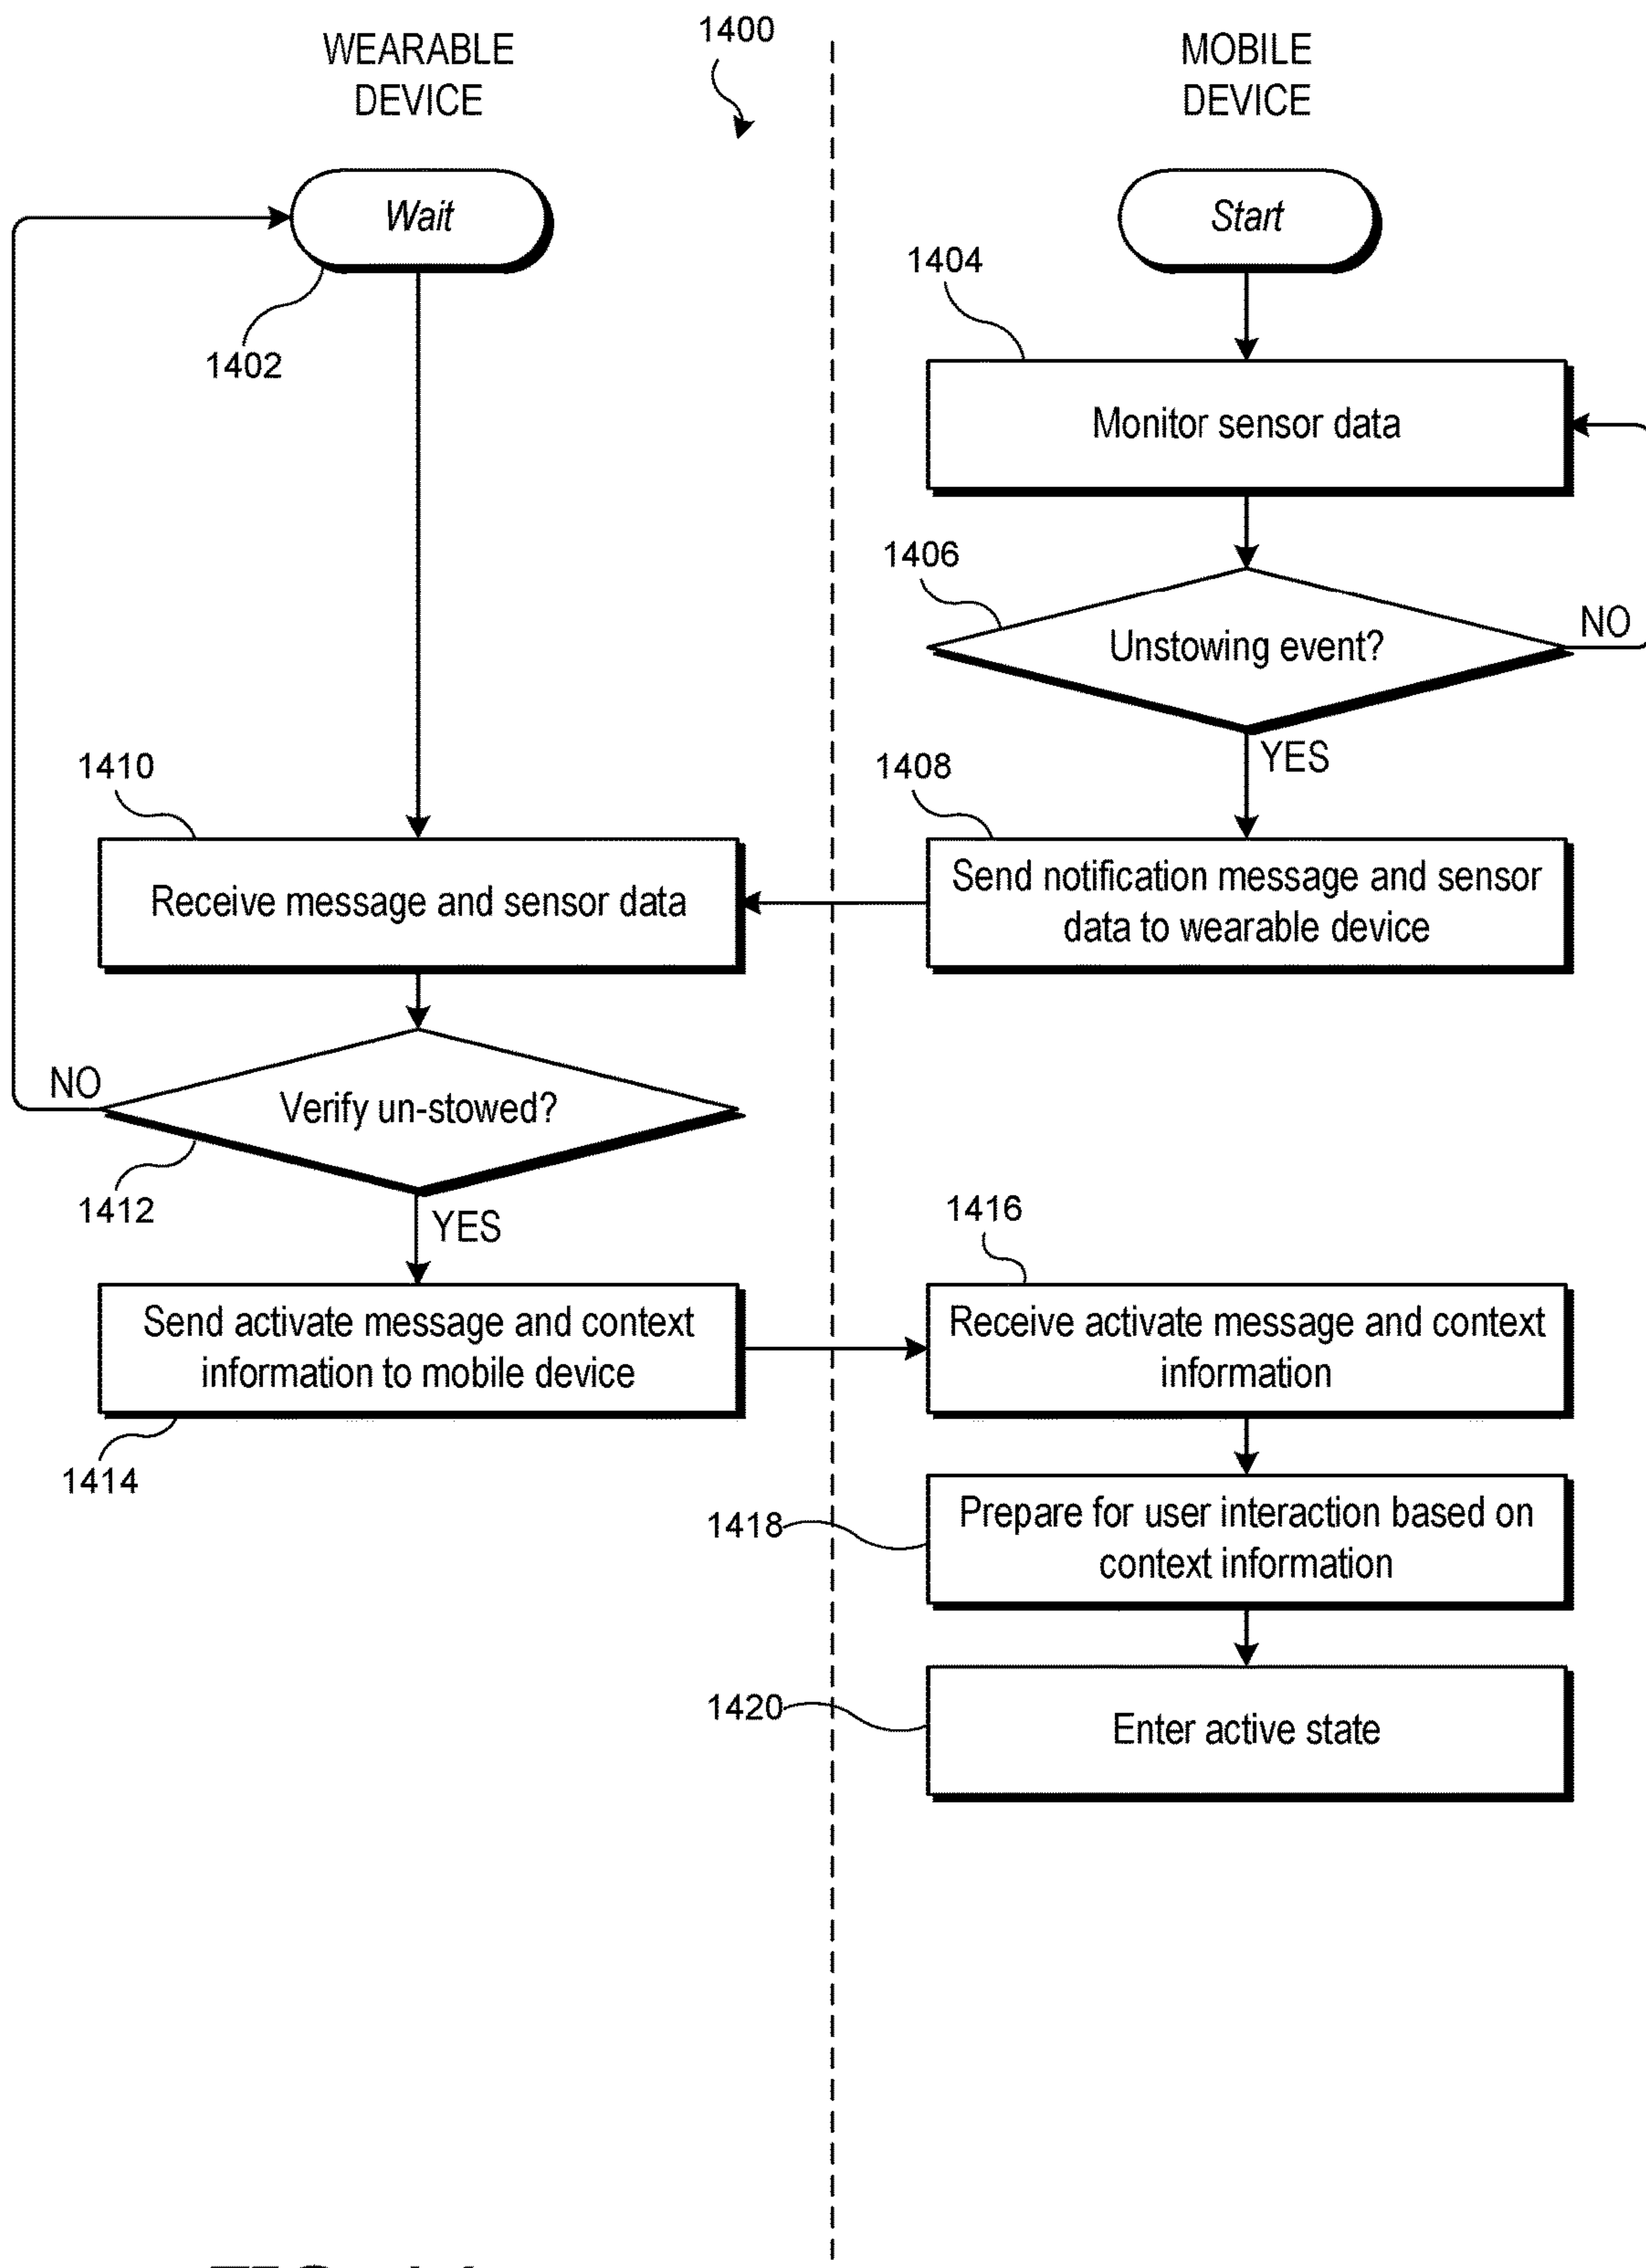 1400
WEARABLE
DEVICE
MOBILE
DEVICE
Wait
Start
1402
1404
Monitor sensor data
1406
Unstowing event?
NO
YES
1410
1408
Receive message and sensor data
Send notification message and sensor
data to wearable device
NO
Verify un-stowed?
1412
YES
1416
Send activate message and context
information to mobile device
Receive activate message and context
information
1414
1418
Prepare for user interaction based on
context information
1420
Enter active state